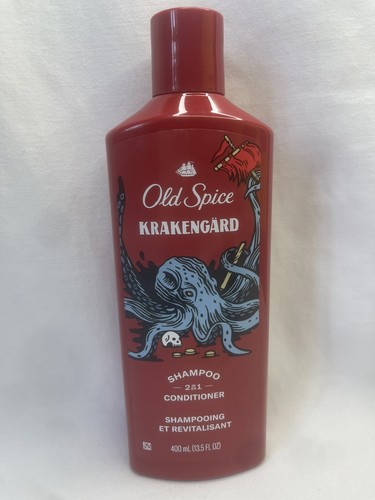 Old Spice
KRAKENGÄRD
SHAMPOO
— 2in1 —
CONDITIONER
SHAMPOOING
ET REVITALISANT
400 mL (13.5 FL OZ)